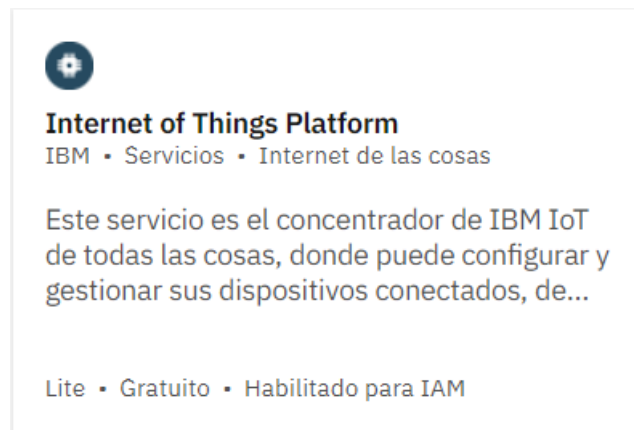 Internet of Things Platform
IBM ▪ Servicios ▪ Internet de las cosas
Este servicio es el concentrador de IBM IoT
de todas las cosas, donde puede configurar y
gestionar sus dispositivos conectados, de...
Lite ▪ Gratuito ▪ Habilitado para IAM